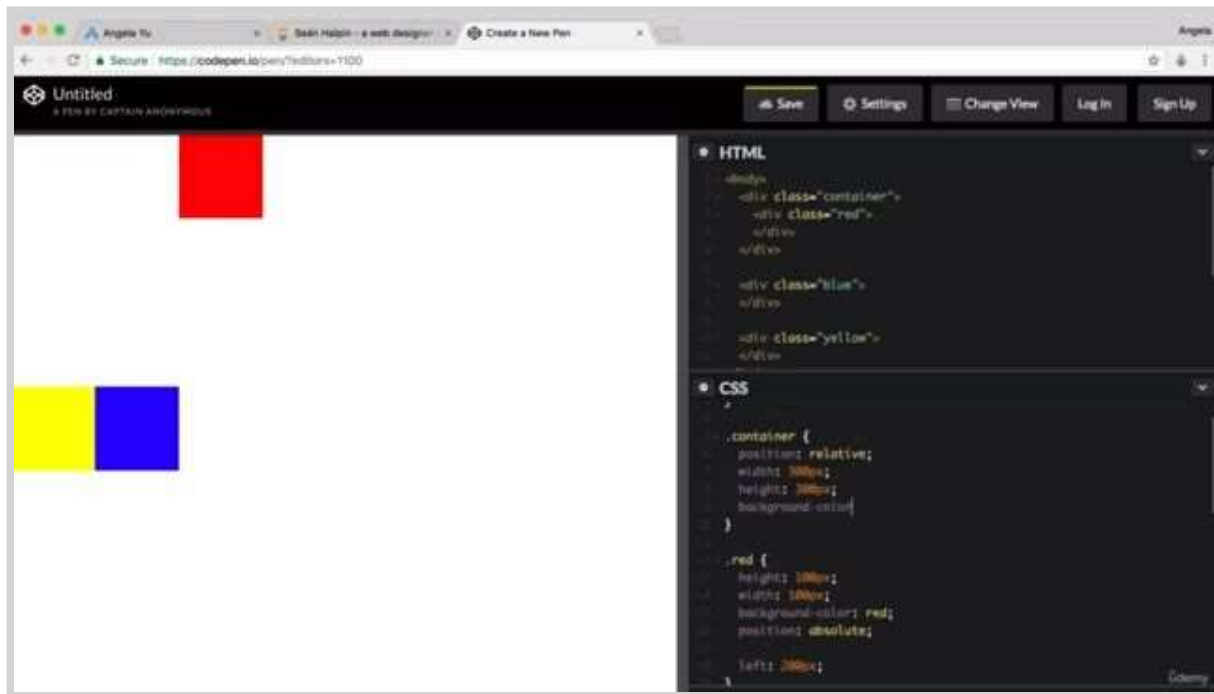 Angela Yu
Seán Halpin - a web designer
Create a New Pen
Angela
Secure https://codepen.io/pen/?editors=1100
Untitled
A PEN BY CAPTAIN ANONYMOUS
Save
Settings
Change View
Log In
Sign Up
HTML
<body>
<div class="container">
<div class="red">
</div>
</div>
<div class="blue">
</div>
<div class="yellow">
</div>
CSS
}
.container {
position: relative;
width: 300px;
height: 300px;
background-color
}
.red {
height: 100px;
width: 100px;
background-color: red;
position: absolute;
left: 200px;
}
Udemy